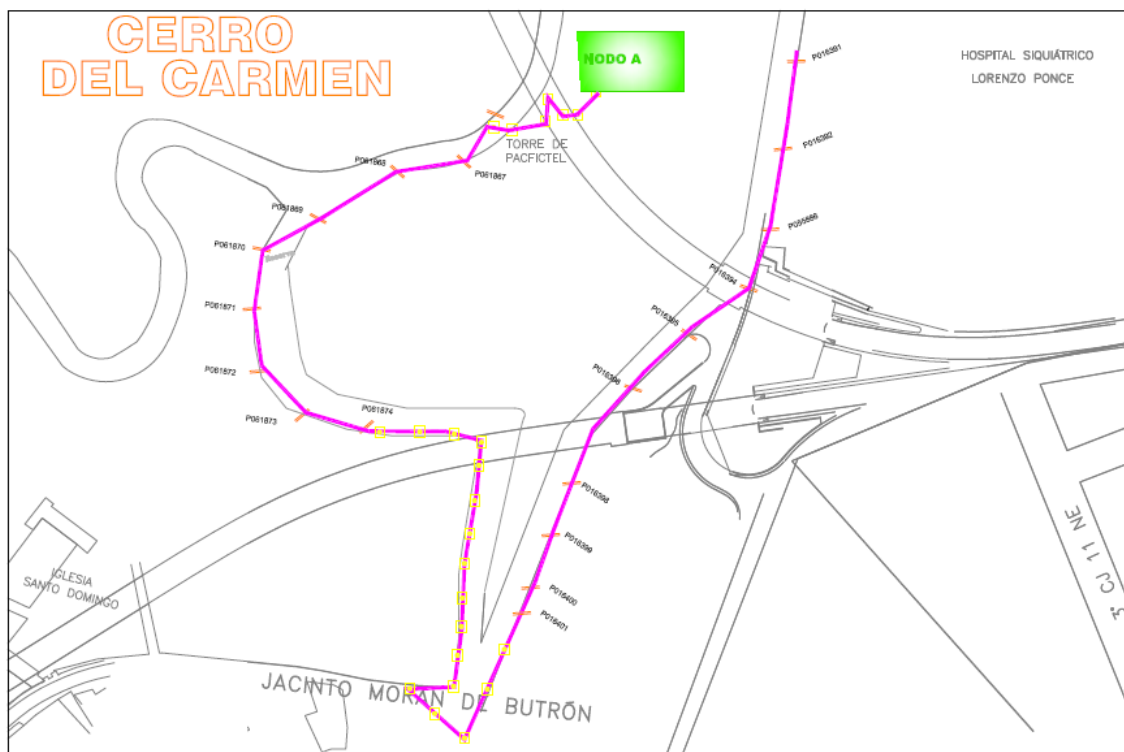 CERRO
DEL CARMEN
NODO A
HOSPITAL SIQUIÁTRICO
LORENZO PONCE
P016391
P016392
TORRE DE
PACFICTEL
P061868
P061867
P061869
P061870
P055666
P016394
P061871
P016395
P061872
P016396
P061874
P061873
P016398
3° CJ 11 NE
P016399
IGLESIA
SANTO DOMINGO
P016400
P016401
JACINTO MORAN DE BUTRÓN